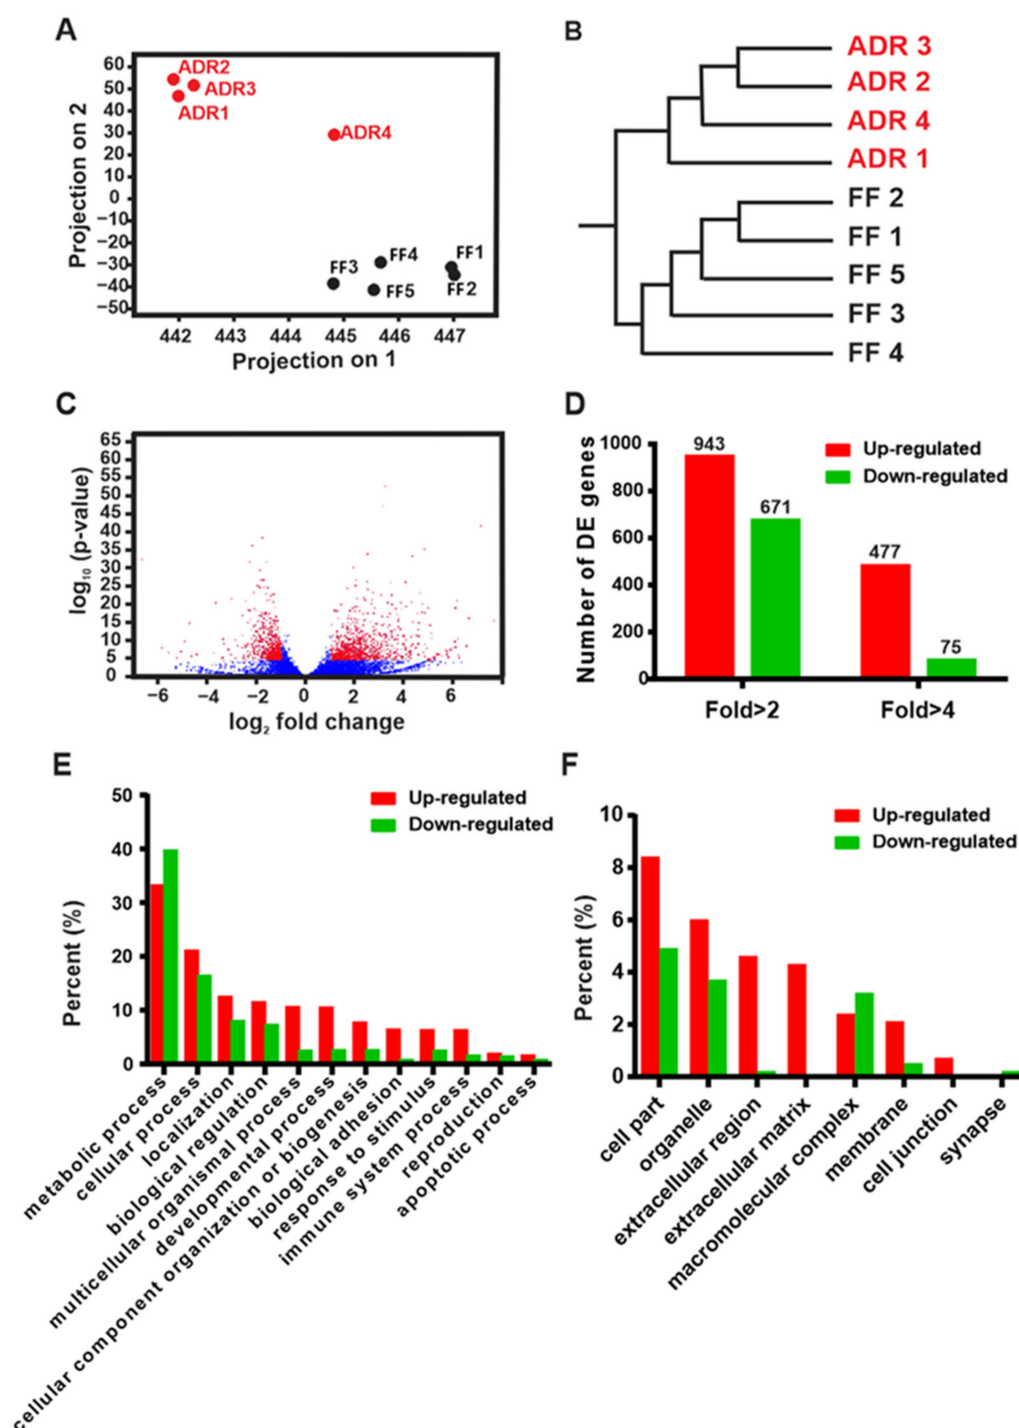 A
60
50
40
30
20
10
0
−10
−20
−30
−40
−50
Projection on 2
ADR2
ADR3
ADR1
ADR4
FF4
FF1
FF3
FF5
FF2
442 443 444 445 446 447
Projection on 1
B
ADR 3
ADR 2
ADR 4
ADR 1
FF 2
FF 1
FF 5
FF 3
FF 4
C
65
60
55
50
45
40
35
30
25
20
15
10
5
0
log₁₀ (p-value)
−6 −4 −2 0 2 4 6
log₂ fold change
D
1000
800
600
400
200
0
Number of DE genes
943
671
477
75
Up-regulated
Down-regulated
Fold>2 Fold>4
E
50
40
30
20
10
0
Percent (%)
Up-regulated
Down-regulated
metabolic process
cellular process
localization
biological regulation
multicellular organismal process
developmental process
cellular component organization or biogenesis
biological adhesion
response to stimulus
immune system process
reproduction
apoptotic process
F
10
8
6
4
2
0
Percent (%)
Up-regulated
Down-regulated
cell part
organelle
extracellular region
extracellular matrix
macromolecular complex
membrane
cell junction
synapse